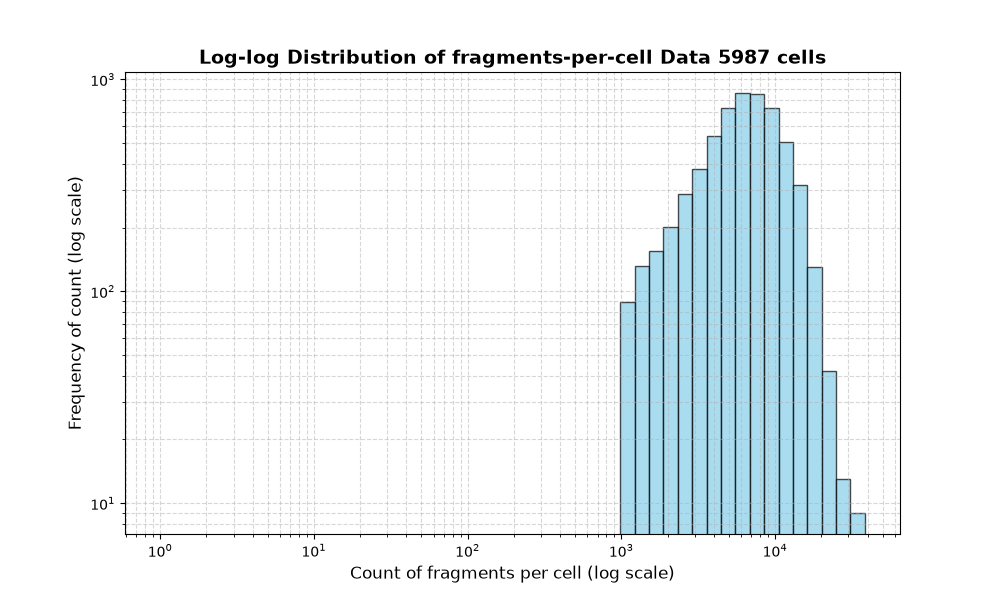 Log-log Distribution of fragments-per-cell Data 5987 cells
Frequency of count (log scale)
10³
10²
10¹
10⁰ 10¹ 10² 10³ 10⁴
Count of fragments per cell (log scale)